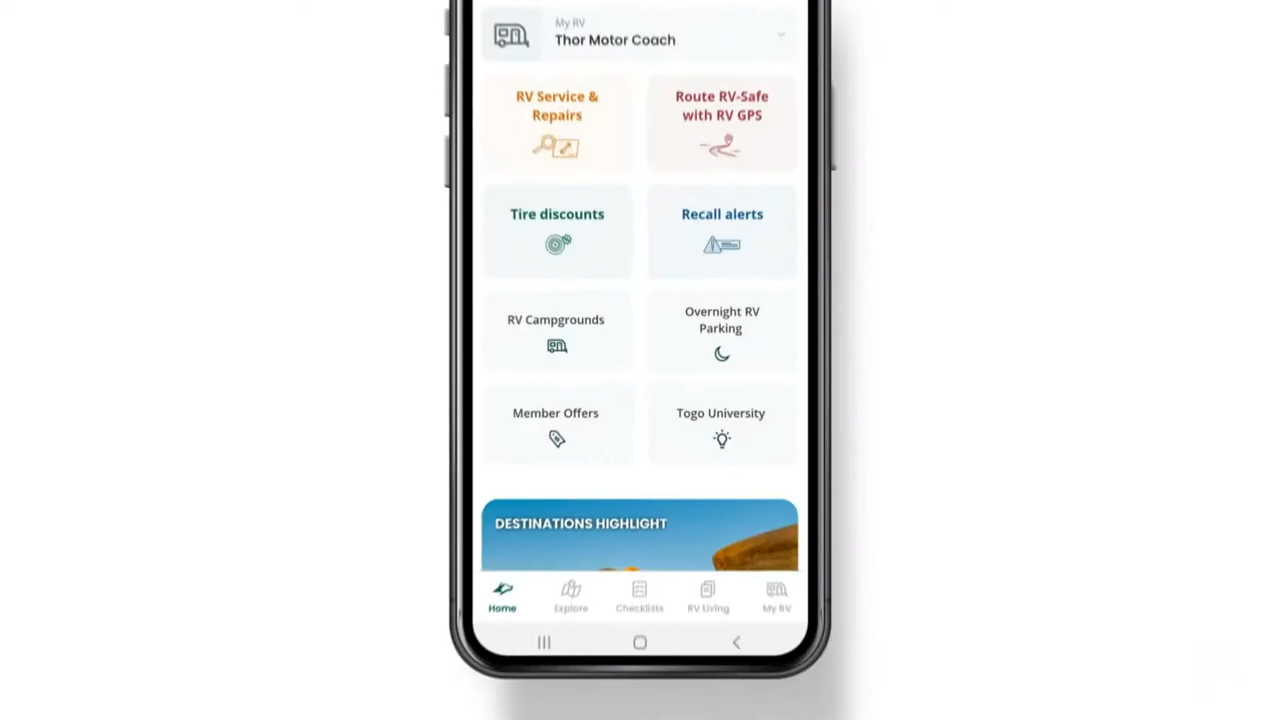 My RV
Thor Motor Coach
RV Service &
Repairs
Route RV-Safe
with RV GPS
Tire discounts
Recall alerts
RV Campgrounds
Overnight RV
Parking
Member Offers
Togo University
DESTINATIONS HIGHLIGHT
Home
Explore
Checklists
RV Living
My RV